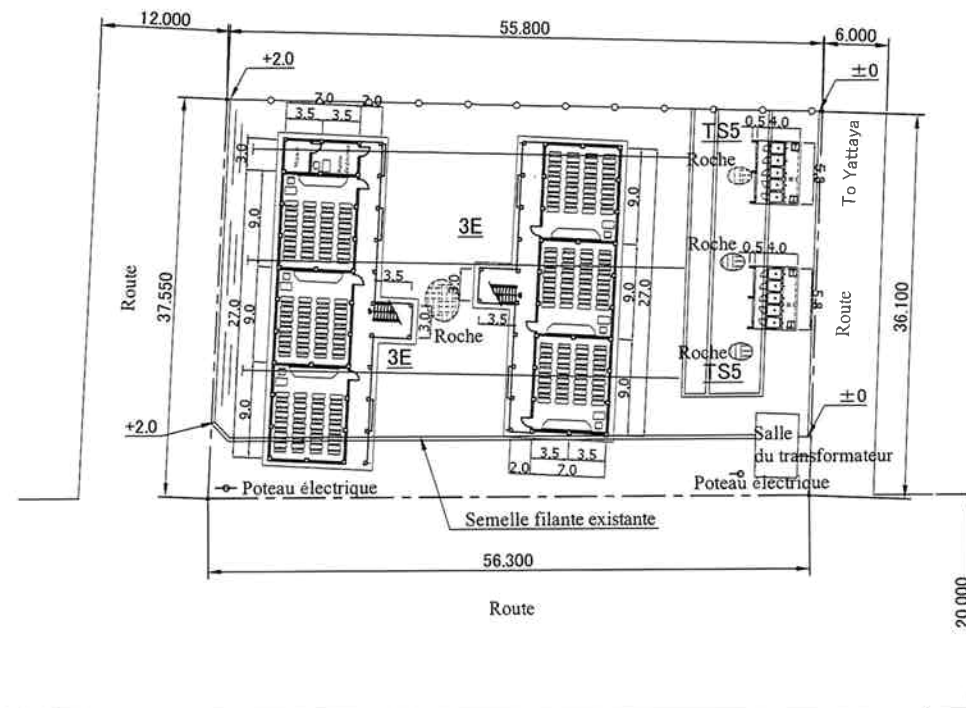 12.000
55.800
6.000
+2.0
±0
7.0
2.0
3.5
3.5
TS5
0.5
4.0
3.0
Roche
5.8
To Yattaya
9.0
9.0
3E
Roche
0.5
4.0
Route
37.550
27.0
9.0
3.5
3.0
3.0
3.5
Roche
3E
9.0
27.0
5.8
Route
36.100
Roche
TS5
9.0
9.0
±0
+2.0
Salle
du transformateur
3.5
3.5
2.0
7.0
Poteau électrique
Poteau électrique
Semelle filante existante
56.300
Route
20.000